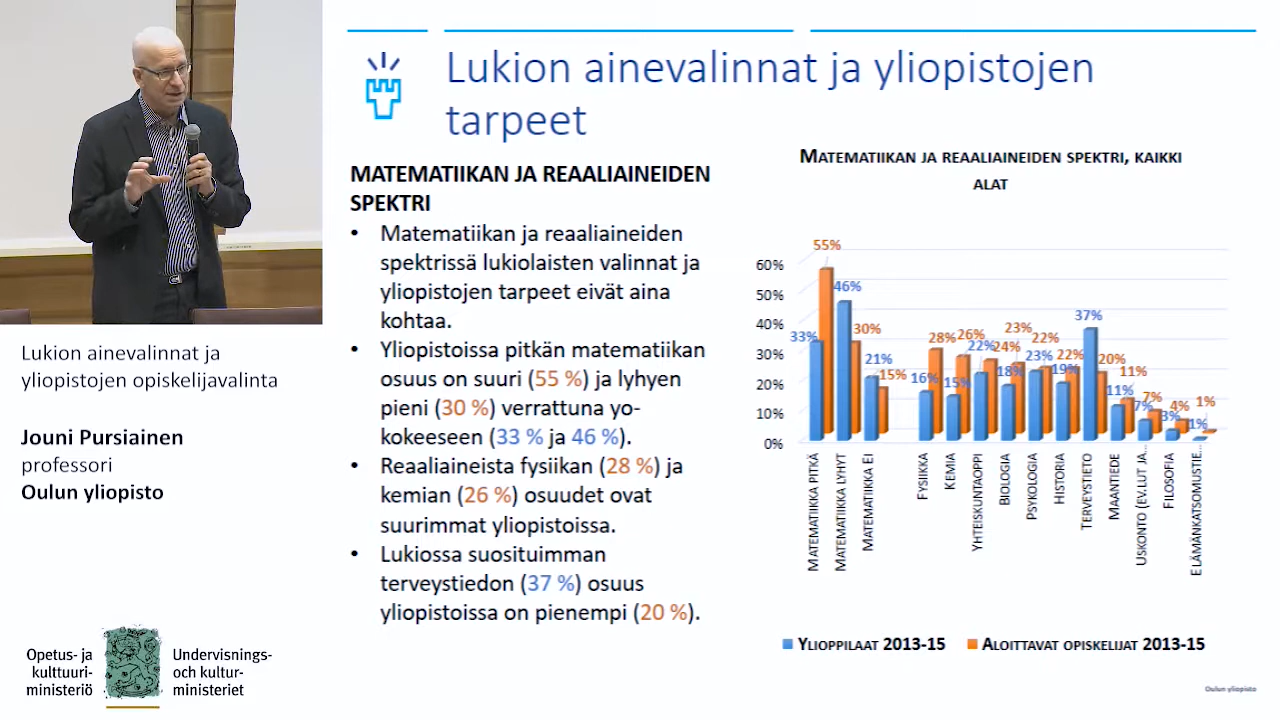 Lukion ainevalinnat ja yliopistojen
tarpeet
MATEMATIIKAN JA REAALIAINEIDEN
SPEKTRI
• Matematiikan ja reaaliaineiden
spektrissä lukiolaisten valinnat ja
yliopistojen tarpeet eivät aina
kohtaa.
• Yliopistoissa pitkän matematiikan
osuus on suuri (55 %) ja lyhyen
pieni (30 %) verrattuna yo-
kokeeseen (33 % ja 46 %).
• Reaaliaineista fysiikan (28 %) ja
kemian (26 %) osuudet ovat
suurimmat yliopistoissa.
• Lukiossa suosituimman
terveystiedon (37 %) osuus
yliopistoissa on pienempi (20 %).
MATEMATIIKAN JA REAALIAINEIDEN SPEKTRI, KAIKKI
ALAT
60%
50%
40%
30%
20%
10%
0%
33%
55%
46%
30%
21%
15%
16%
28%
15%
26%
22%
24%
18%
23%
23%
22%
19%
22%
37%
20%
11%
11%
7%
7%
3%
4%
1%
1%
MATEMATIIKKA PITKÄ
MATEMATIIKKA LYHYT
MATEMATIIKKA EI
FYSIIKKA
KEMIA
YHTEISKUNTAOPPI
BIOLOGIA
PSYKOLOGIA
HISTORIA
TERVEYSTIETO
MAANTIEDE
USKONTO (EV.LUT JA…
FILOSOFIA
ELÄMÄNKATSOMUSTIE…
YLIOPPILAAT 2013-15
ALOITTAVAT OPISKELIJAT 2013-15
Oulun yliopisto
Lukion ainevalinnat ja
yliopistojen opiskelijavalinta
Jouni Pursiainen
professori
Oulun yliopisto
Opetus- ja
kulttuuri-
ministeriö
Undervisnings-
och kultur-
ministeriet